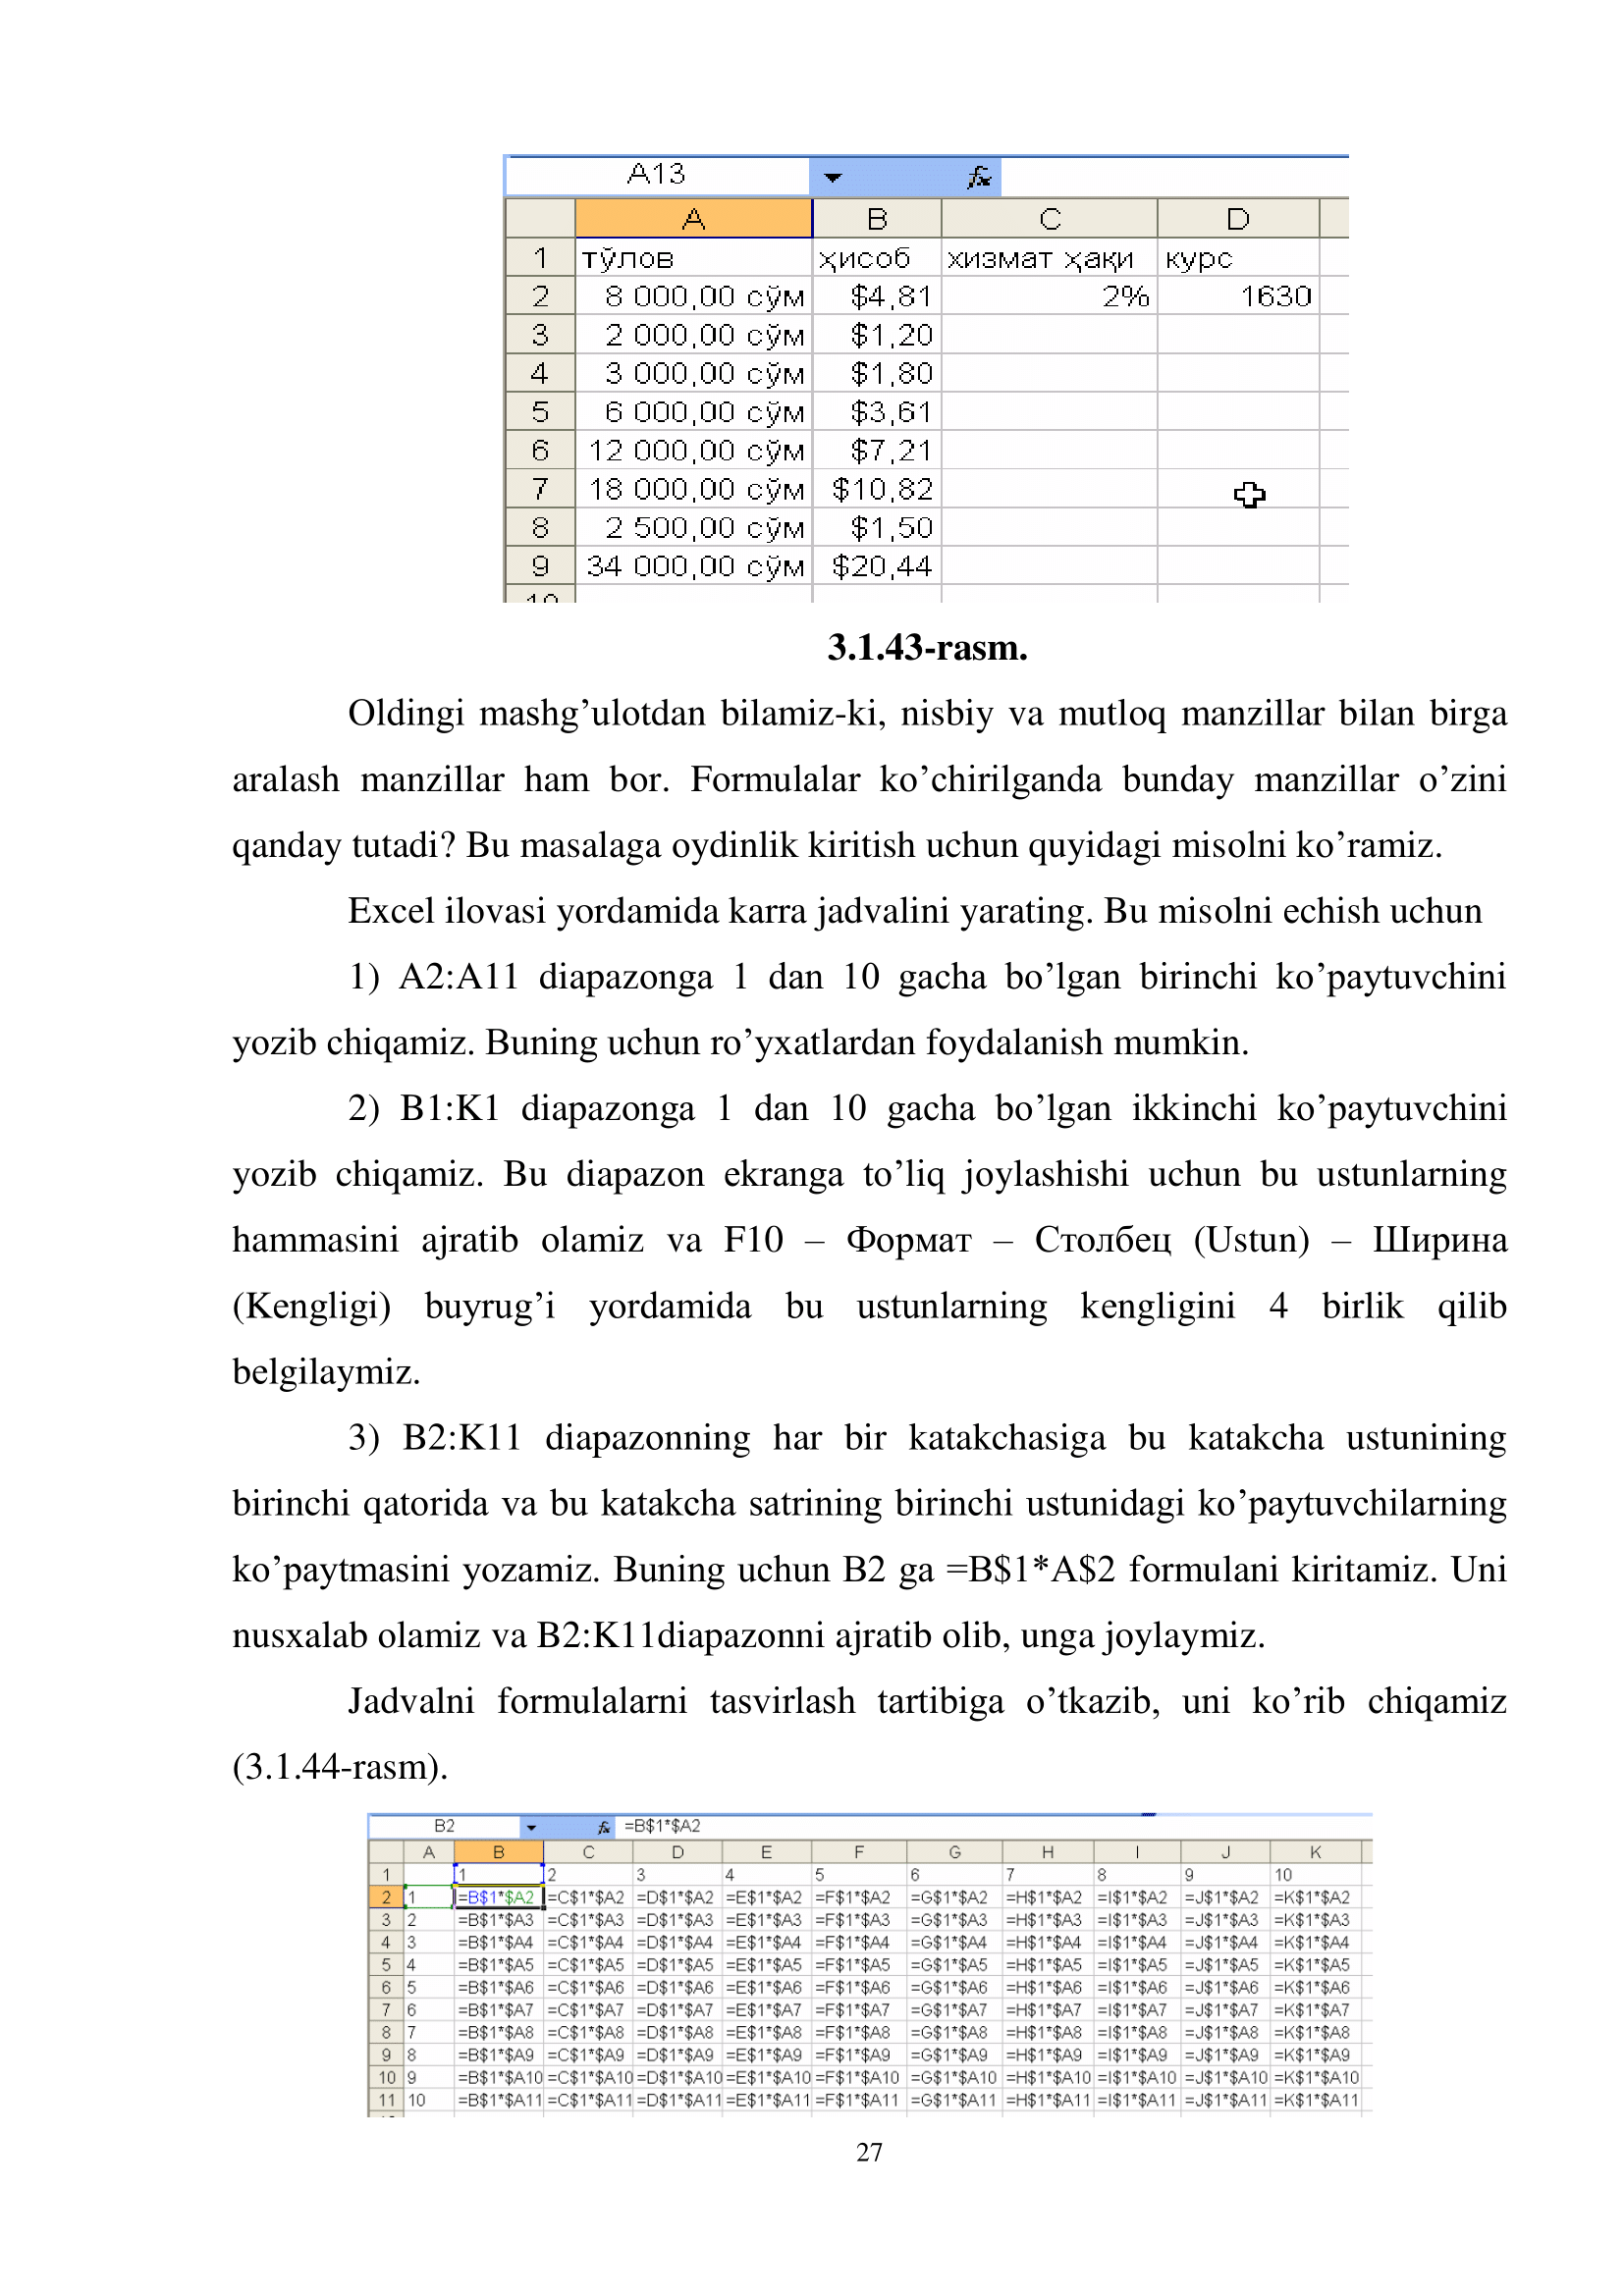 A13 fx
A B C D
1 тўлов ҳисоб хизмат ҳақи курс
2 8 000,00 сўм $4,81 2% 1630
3 2 000,00 сўм $1,20
4 3 000,00 сўм $1,80
5 6 000,00 сўм $3,61
6 12 000,00 сўм $7,21
7 18 000,00 сўм $10,82
8 2 500,00 сўм $1,50
9 34 000,00 сўм $20,44
10
3.1.43-rasm.
Oldingi mashg’ulotdan bilamiz-ki, nisbiy va mutloq manzillar bilan birga
aralash manzillar ham bor. Formulalar ko’chirilganda bunday manzillar o’zini
qanday tutadi? Bu masalaga oydinlik kiritish uchun quyidagi misolni ko’ramiz.
Excel ilovasi yordamida karra jadvalini yarating. Bu misolni echish uchun
1) A2:A11 diapazonga 1 dan 10 gacha bo’lgan birinchi ko’paytuvchini
yozib chiqamiz. Buning uchun ro’yxatlardan foydalanish mumkin.
2) B1:K1 diapazonga 1 dan 10 gacha bo’lgan ikkinchi ko’paytuvchini
yozib chiqamiz. Bu diapazon ekranga to’liq joylashishi uchun bu ustunlarning
hammasini ajratib olamiz va F10 – Формат – Столбец (Ustun) – Ширина
(Kengligi) buyrug’i yordamida bu ustunlarning kengligini 4 birlik qilib
belgilaymiz.
3) B2:K11 diapazonning har bir katakchasiga bu katakcha ustunining
birinchi qatorida va bu katakcha satrining birinchi ustunidagi ko’paytuvchilarning
ko’paytmasini yozamiz. Buning uchun B2 ga =B$1*A$2 formulani kiritamiz. Uni
nusxalab olamiz va B2:K11diapazonni ajratib olib, unga joylaymiz.
Jadvalni formulalarni tasvirlash tartibiga o’tkazib, uni ko’rib chiqamiz
(3.1.44-rasm).
B2 fx =B$1*$A2
A B C D E F G H I J K
1 1 2 3 4 5 6 7 8 9 10
2 1 =B$1*$A2 =C$1*$A2 =D$1*$A2 =E$1*$A2 =F$1*$A2 =G$1*$A2 =H$1*$A2 =I$1*$A2 =J$1*$A2 =K$1*$A2
3 2 =B$1*$A3 =C$1*$A3 =D$1*$A3 =E$1*$A3 =F$1*$A3 =G$1*$A3 =H$1*$A3 =I$1*$A3 =J$1*$A3 =K$1*$A3
4 3 =B$1*$A4 =C$1*$A4 =D$1*$A4 =E$1*$A4 =F$1*$A4 =G$1*$A4 =H$1*$A4 =I$1*$A4 =J$1*$A4 =K$1*$A4
5 4 =B$1*$A5 =C$1*$A5 =D$1*$A5 =E$1*$A5 =F$1*$A5 =G$1*$A5 =H$1*$A5 =I$1*$A5 =J$1*$A5 =K$1*$A5
6 5 =B$1*$A6 =C$1*$A6 =D$1*$A6 =E$1*$A6 =F$1*$A6 =G$1*$A6 =H$1*$A6 =I$1*$A6 =J$1*$A6 =K$1*$A6
7 6 =B$1*$A7 =C$1*$A7 =D$1*$A7 =E$1*$A7 =F$1*$A7 =G$1*$A7 =H$1*$A7 =I$1*$A7 =J$1*$A7 =K$1*$A7
8 7 =B$1*$A8 =C$1*$A8 =D$1*$A8 =E$1*$A8 =F$1*$A8 =G$1*$A8 =H$1*$A8 =I$1*$A8 =J$1*$A8 =K$1*$A8
9 8 =B$1*$A9 =C$1*$A9 =D$1*$A9 =E$1*$A9 =F$1*$A9 =G$1*$A9 =H$1*$A9 =I$1*$A9 =J$1*$A9 =K$1*$A9
10 9 =B$1*$A10 =C$1*$A10 =D$1*$A10 =E$1*$A10 =F$1*$A10 =G$1*$A10 =H$1*$A10 =I$1*$A10 =J$1*$A10 =K$1*$A10
11 10 =B$1*$A11 =C$1*$A11 =D$1*$A11 =E$1*$A11 =F$1*$A11 =G$1*$A11 =H$1*$A11 =I$1*$A11 =J$1*$A11 =K$1*$A11
27